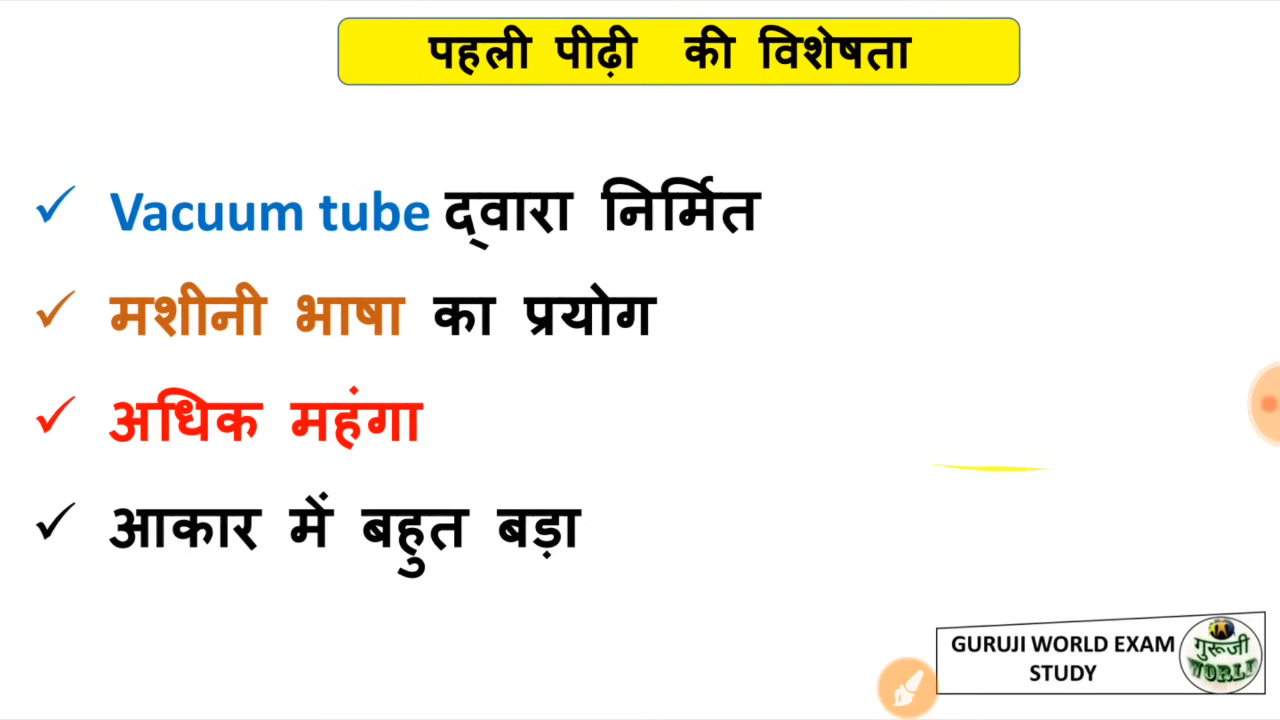 पहली पीढ़ी की विशेषता
Vacuum tube द्वारा निर्मित
मशीनी भाषा का प्रयोग
अधिक महंगा
आकार में बहुत बड़ा
GURUJI WORLD EXAM
STUDY
गुरूजी
WORLD